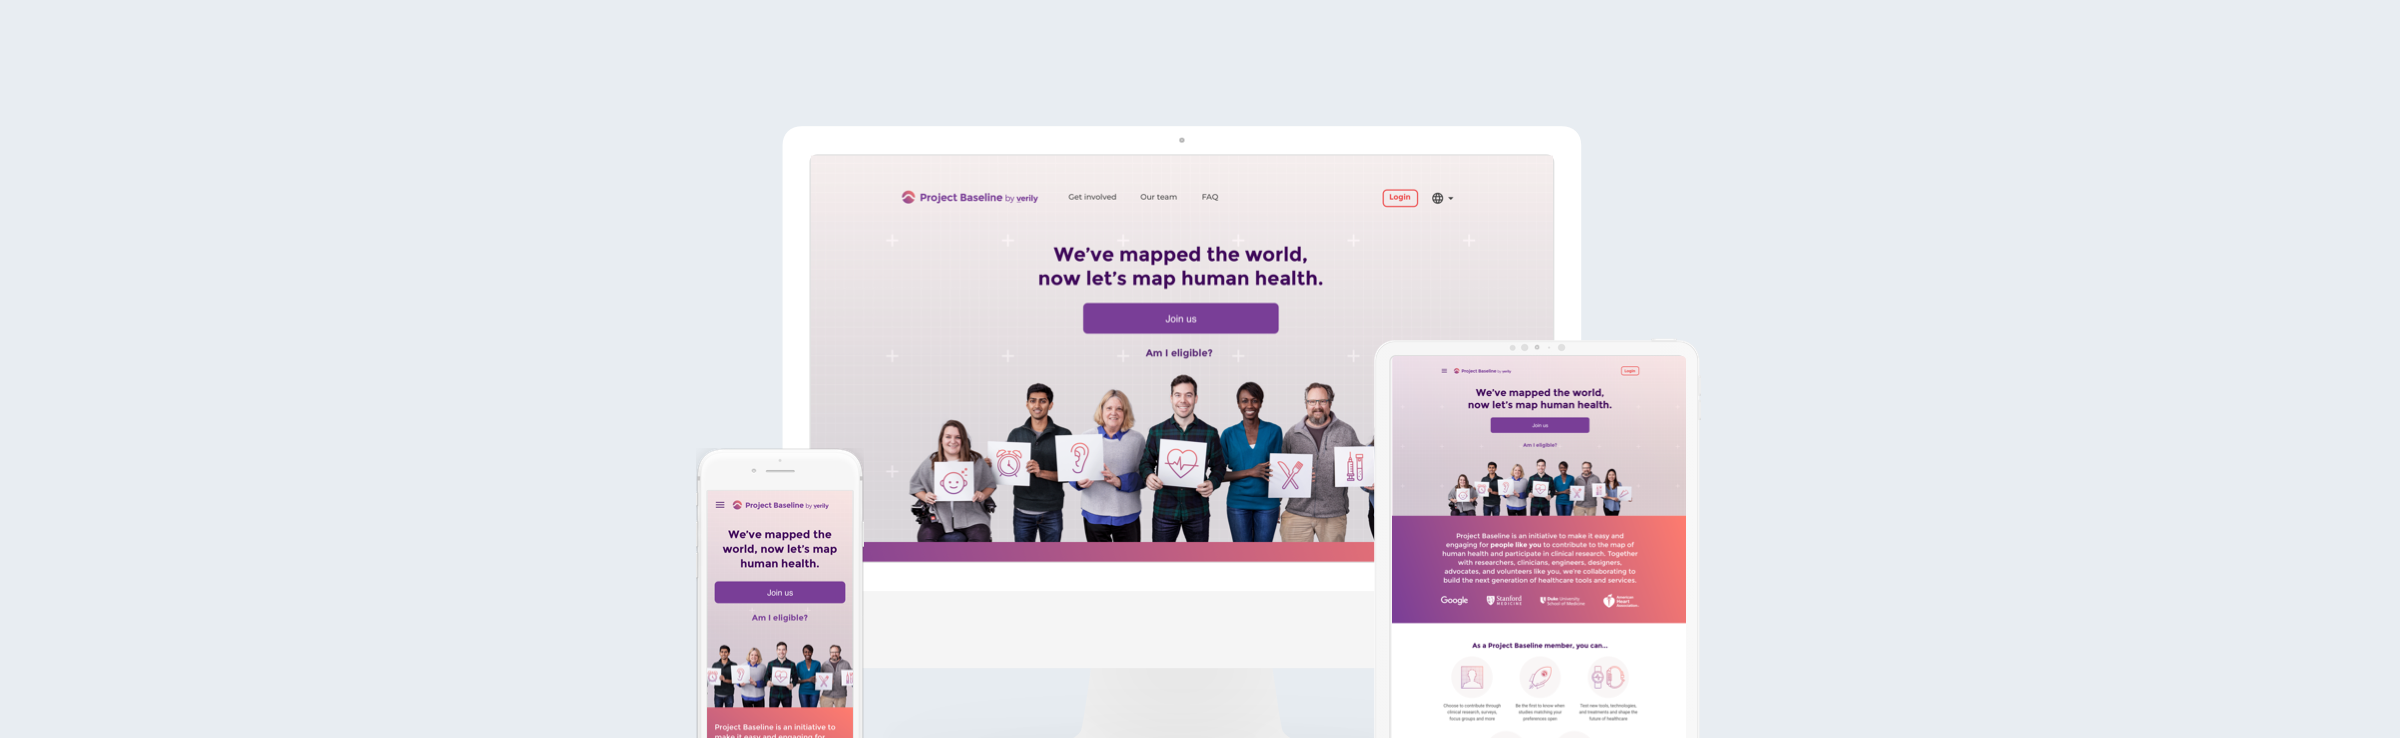 Project Baseline by verily
Get involved
Our team
FAQ
Login
We've mapped the world,
now let's map human health.
Join us
Am I eligible?
Project Baseline by verily
We've mapped the
world, now let's map
human health.
Join us
Am I eligible?
Project Baseline is an initiative to
make it easy and engaging for
Project Baseline by verily
Login
We've mapped the world,
now let's map human health.
Join us
Am I eligible?
Project Baseline is an initiative to make it easy and
engaging for people like you to contribute to the map of
human health and participate in clinical research. Together
with researchers, clinicians, engineers, designers,
advocates, and volunteers like you, we're collaborating to
build the next generation of healthcare tools and services.
Google
Stanford
MEDICINE
Duke University
School of Medicine
American
Heart
Association
As a Project Baseline member, you can...
Choose to contribute through
clinical research, surveys,
focus groups and more
Be the first to know when
studies matching your
preferences open
Test new tools, technologies,
and treatments and shape the
future of healthcare